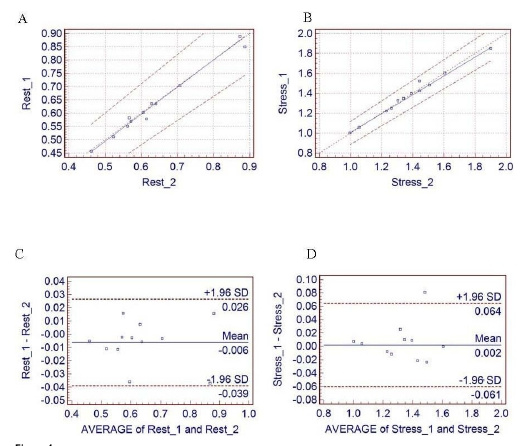 A
0.90
0.85
0.80
0.75
0.70
0.65
0.60
0.55
0.50
0.45
Rest_1
0.4 0.5 0.6 0.7 0.8 0.9
Rest_2
B
2.0
1.8
1.6
1.4
1.2
1.0
0.8
Stress_1
0.8 1.0 1.2 1.4 1.6 1.8 2.0
Stress_2
C
0.04
0.03
0.02
0.01
-0.00
-0.01
-0.02
-0.03
-0.04
-0.05
Rest_1 - Rest_2
+1.96 SD
0.026
Mean
-0.006
-1.96 SD
-0.039
0.4 0.5 0.6 0.7 0.8 0.9 1.0
AVERAGE of Rest_1 and Rest_2
D
0.10
0.08
0.06
0.04
0.02
-0.00
-0.02
-0.04
-0.06
-0.08
Stress_1 - Stress_2
+1.96 SD
0.064
Mean
0.002
-1.96 SD
-0.061
0.8 1.0 1.2 1.4 1.6 1.8 2.0
AVERAGE of Stress_1 and Stress_2